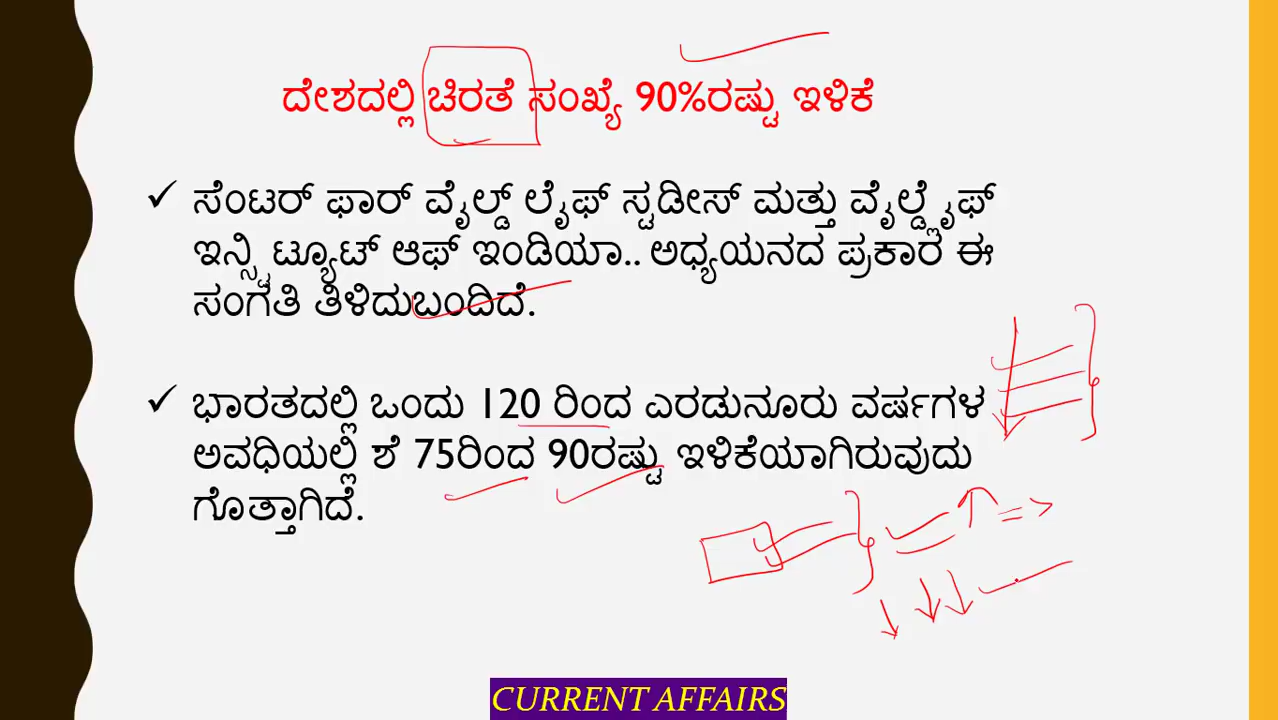 ದೇಶದಲ್ಲಿ ಚಿರತೆ ಸಂಖ್ಯೆ 90%ರಷ್ಟು ಇಳಿಕೆ
✓ ಸೆಂಟರ್ ಫಾರ್ ವೈಲ್ಡ್ ಲೈಫ್ ಸ್ಟಡೀಸ್ ಮತ್ತು ವೈಲ್ಡ್ಲೈಫ್
ಇನ್ಸ್ಟಿಟ್ಯೂಟ್ ಆಫ್ ಇಂಡಿಯಾ.. ಅಧ್ಯಯನದ ಪ್ರಕಾರ ಈ
ಸಂಗತಿ ತಿಳಿದುಬಂದಿದೆ.
✓ ಭಾರತದಲ್ಲಿ ಒಂದು 120 ರಿಂದ ಎರಡುನೂರು ವರ್ಷಗಳ
ಅವಧಿಯಲ್ಲಿ ಶೆ 75ರಿಂದ 90ರಷ್ಟು ಇಳಿಕೆಯಾಗಿರುವುದು
ಗೊತ್ತಾಗಿದೆ.
CURRENT AFFAIRS